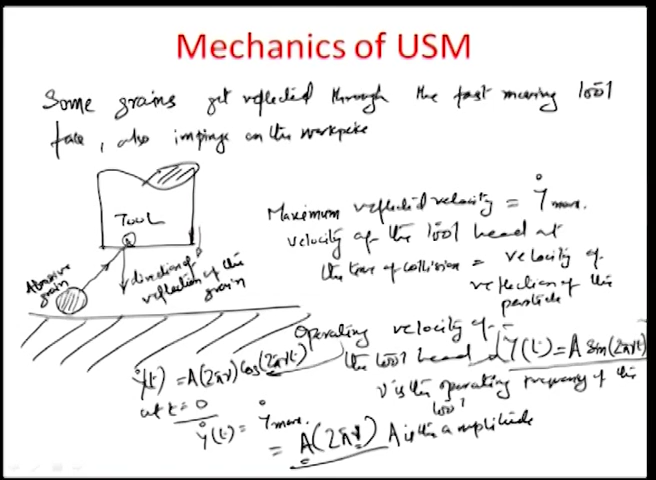 Mechanics of USM
Some grains get reflected through the fast moving tool
face, also impinge on the workpiece
TOOL
Abrasive
grain
direction of
reflection of the
grain
Maximum reflected velocity = Ẏmax.
velocity of the tool head at
the time of collision = velocity of
reflection of the
particle
Operating velocity of
the tool head
Y(t) = A Sin(2πνt)
ν is the operating frequency of the
tool
Ẏ(t) = A(2πν) cos(2πνt)
at t = 0
Ẏ(t) = Ẏmax.
= A(2πν) A is the amplitude